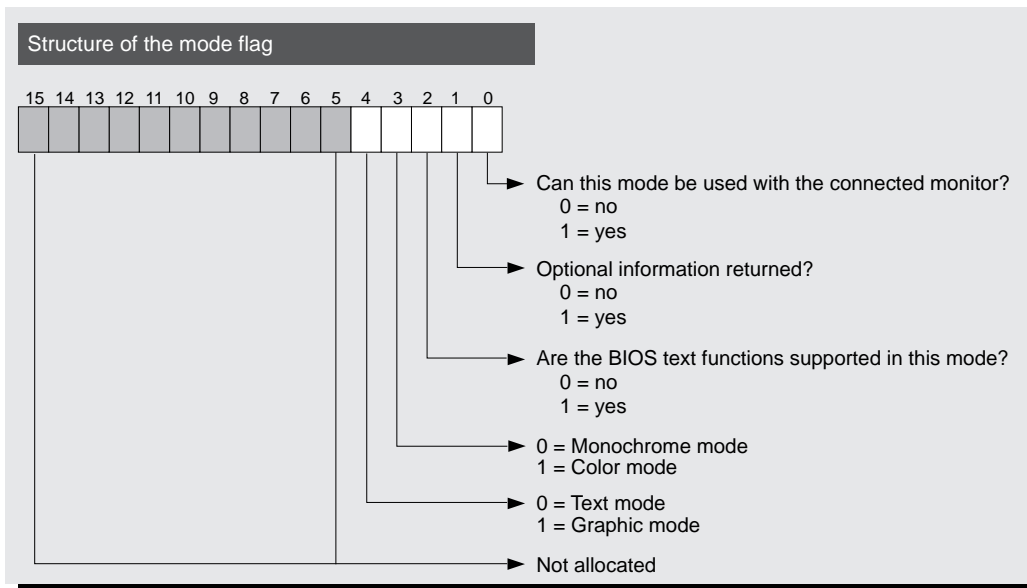 Structure of the mode flag
15 14 13 12 11 10 9 8 7 6 5 4 3 2 1 0
Can this mode be used with the connected monitor?
0 = no
1 = yes
Optional information returned?
0 = no
1 = yes
Are the BIOS text functions supported in this mode?
0 = no
1 = yes
0 = Monochrome mode
1 = Color mode
0 = Text mode
1 = Graphic mode
Not allocated